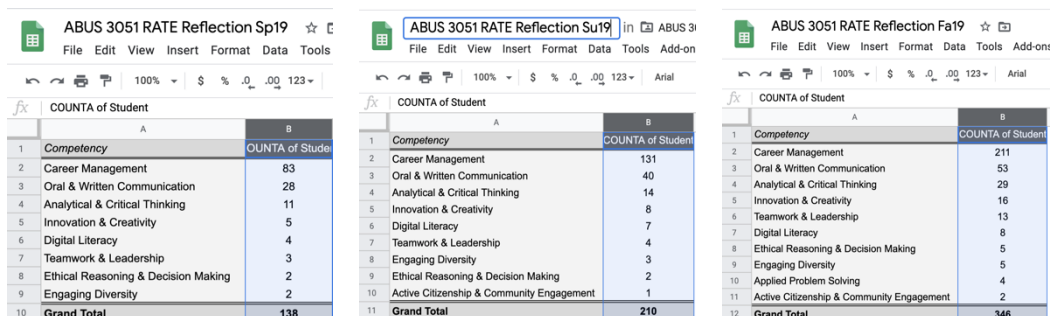 ABUS 3051 RATE Reflection Sp19
File Edit View Insert Format Data Tools
100% $ % .0 .00 123
fx COUNTA of Student
A B
1 Competency OUNTA of Studer
2 Career Management 83
3 Oral & Written Communication 28
4 Analytical & Critical Thinking 11
5 Innovation & Creativity 5
6 Digital Literacy 4
7 Teamwork & Leadership 3
8 Ethical Reasoning & Decision Making 2
9 Engaging Diversity 2
10 Grand Total 138
ABUS 3051 RATE Reflection Su19 in ABUS 30
File Edit View Insert Format Data Tools Add-on
100% $ % .0 .00 123 Arial
fx COUNTA of Student
A B
1 Competency COUNTA of Student
2 Career Management 131
3 Oral & Written Communication 40
4 Analytical & Critical Thinking 14
5 Innovation & Creativity 8
6 Digital Literacy 7
7 Teamwork & Leadership 4
8 Engaging Diversity 3
9 Ethical Reasoning & Decision Making 2
10 Active Citizenship & Community Engagement 1
11 Grand Total 210
ABUS 3051 RATE Reflection Fa19
File Edit View Insert Format Data Tools Add-ons
100% $ % .0 .00 123 Arial
fx COUNTA of Student
A B
1 Competency COUNTA of Student
2 Career Management 211
3 Oral & Written Communication 53
4 Analytical & Critical Thinking 29
5 Innovation & Creativity 16
6 Teamwork & Leadership 13
7 Digital Literacy 8
8 Ethical Reasoning & Decision Making 5
9 Engaging Diversity 5
10 Applied Problem Solving 4
11 Active Citizenship & Community Engagement 2
12 Grand Total 346